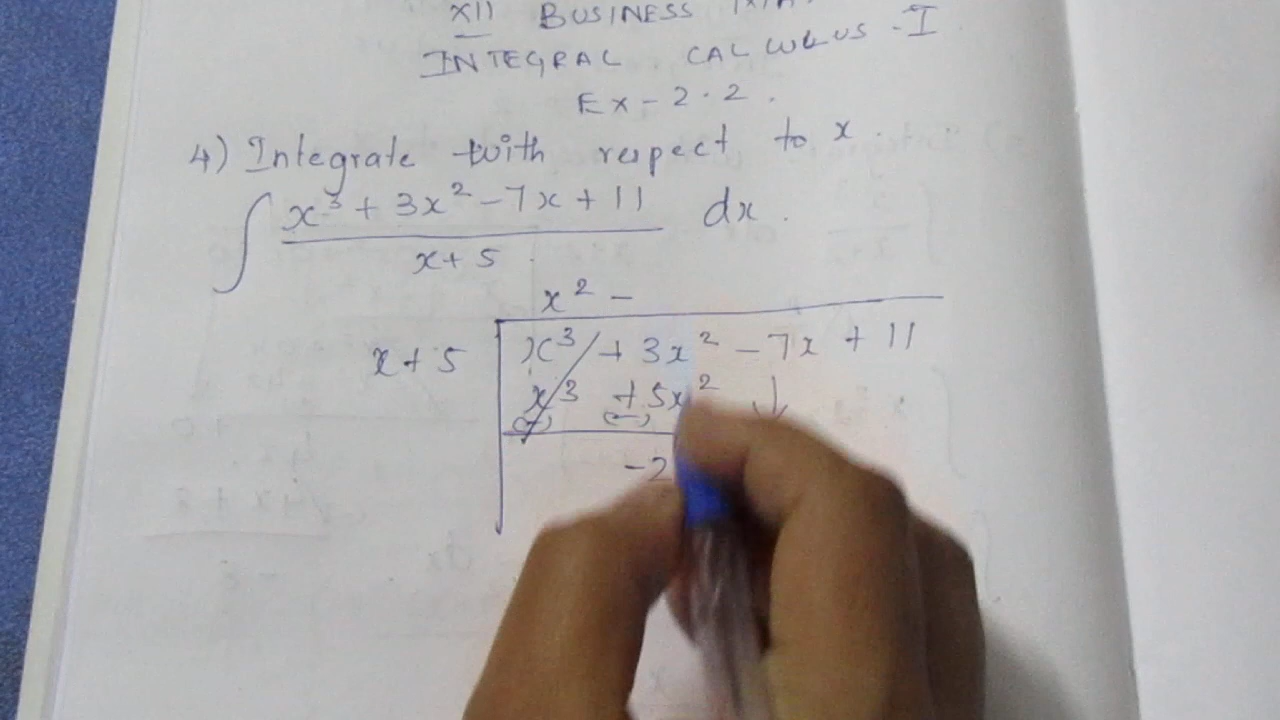 XII BUSINESS
INTEGRAL CALCULUS - I
Ex - 2.2.
4) Integrate with respect to x.
∫ x³ + 3x² - 7x + 11 / x + 5 dx.
x² -
x + 5 x³ + 3x² - 7x + 11
x³ + 5x² ↓
(-) (-)
-2